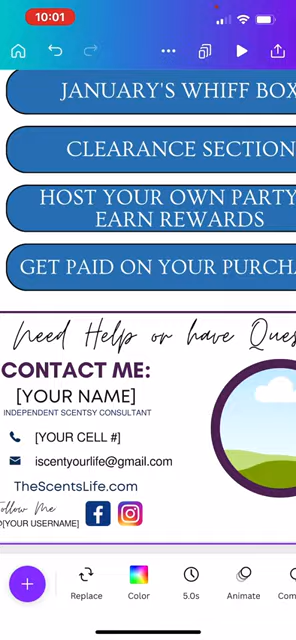 10:01
JANUARY'S WHIFF BOX
CLEARANCE SECTION
HOST YOUR OWN PARTY
EARN REWARDS
GET PAID ON YOUR PURCHA
Need Help or have Ques
CONTACT ME:
[YOUR NAME]
INDEPENDENT SCENTSY CONSULTANT
[YOUR CELL #]
iscentyourlife@gmail.com
TheScentsLife.com
Follow Me
@[YOUR USERNAME]
Replace
Color
5.0s
Animate
Com